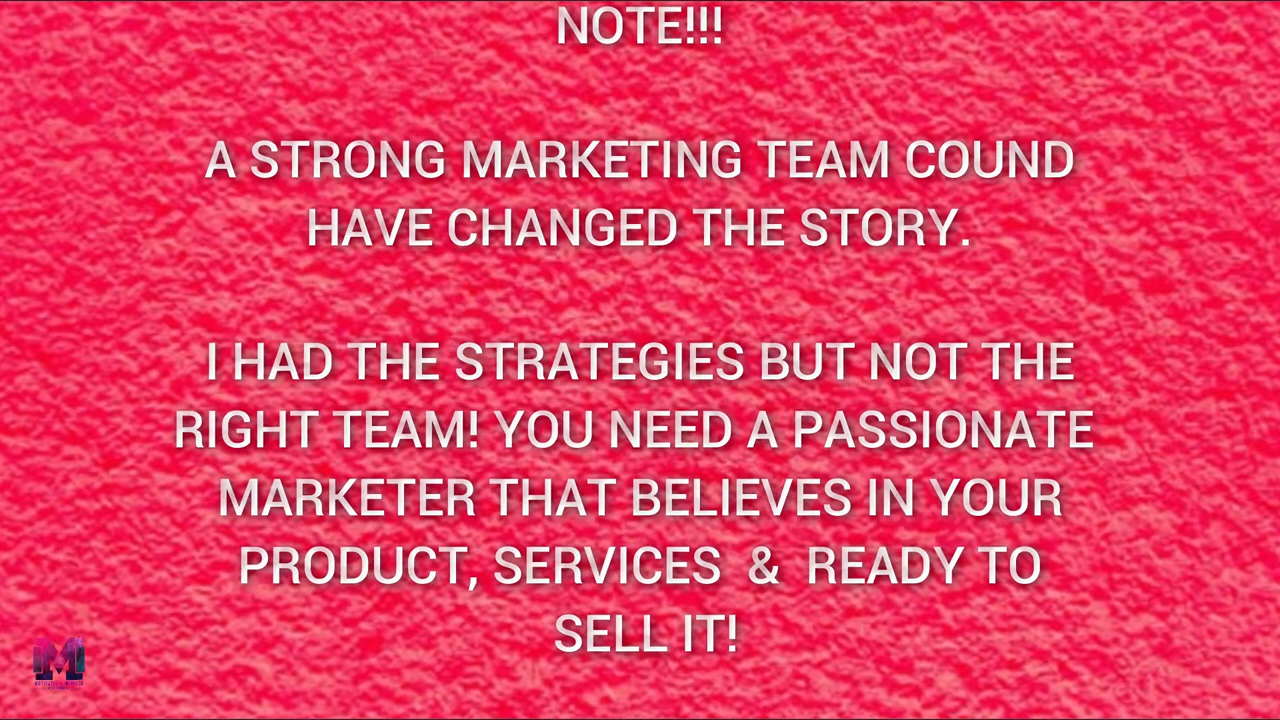 NOTE!!!
A STRONG MARKETING TEAM COUND
HAVE CHANGED THE STORY.
I HAD THE STRATEGIES BUT NOT THE
RIGHT TEAM! YOU NEED A PASSIONATE
MARKETER THAT BELIEVES IN YOUR
PRODUCT, SERVICES & READY TO
SELL IT!
M